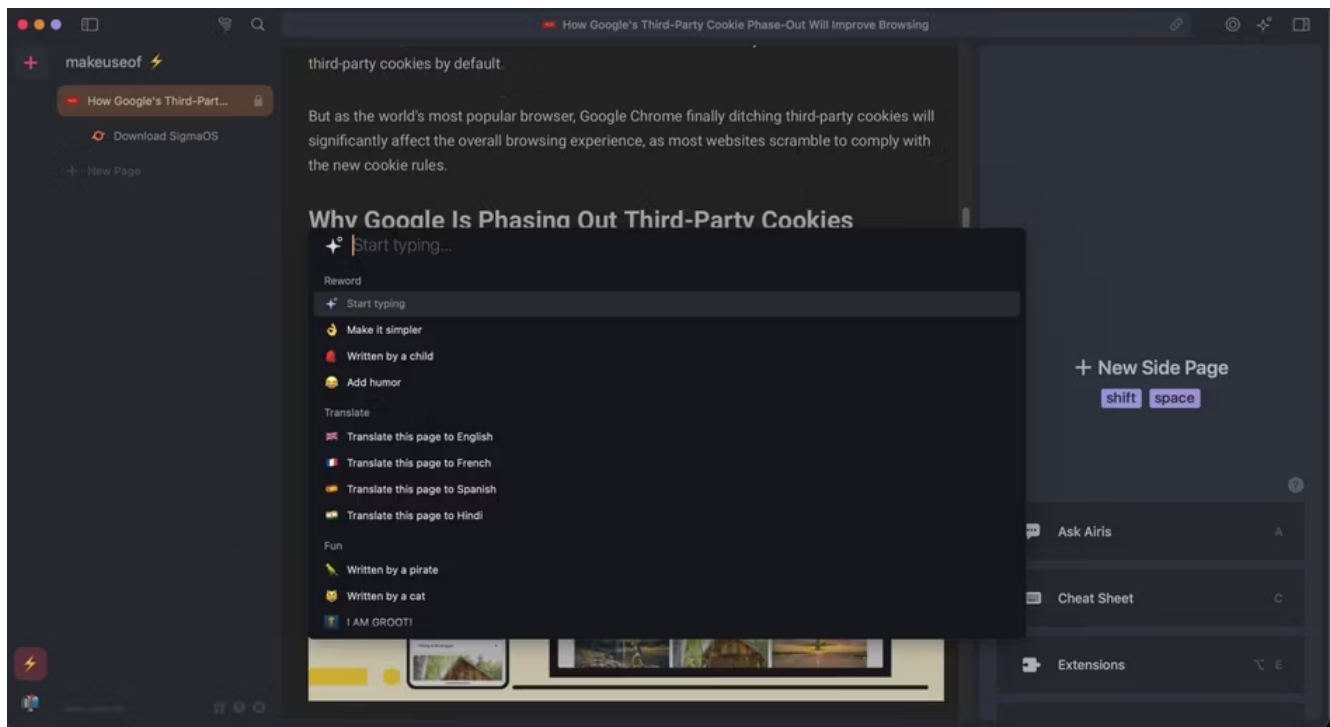 How Google's Third-Party Cookie Phase-Out Will Improve Browsing
makeuseof
How Google's Third-Part...
Download SigmaOS
+ New Page
third-party cookies by default.
But as the world's most popular browser, Google Chrome finally ditching third-party cookies will
significantly affect the overall browsing experience, as most websites scramble to comply with
the new cookie rules.
Why Google Is Phasing Out Third-Party Cookies
Start typing...
Reword
Start typing
Make it simpler
Written by a child
Add humor
Translate
Translate this page to English
Translate this page to French
Translate this page to Spanish
Translate this page to Hindi
Fun
Written by a pirate
Written by a cat
I AM GROOT!
+ New Side Page
shift space
?
Ask Airis A
Cheat Sheet C
Extensions ⌥ E